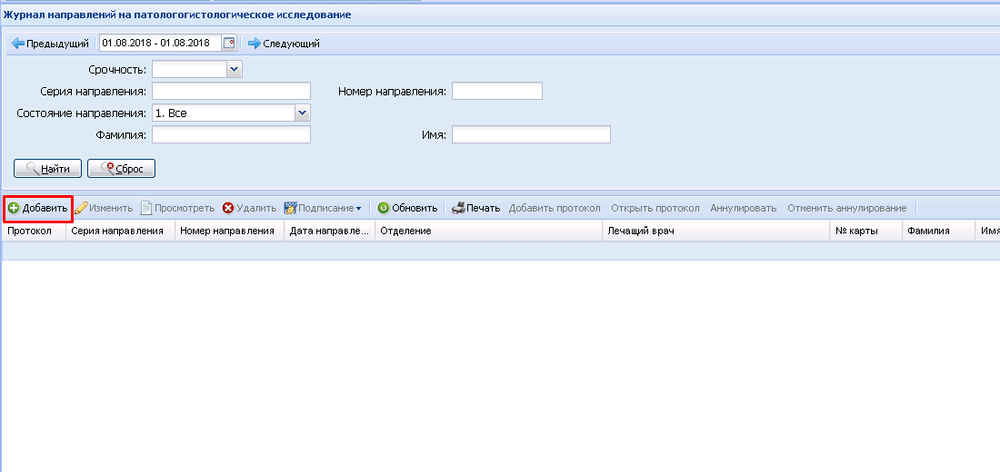 Журнал направлений на патологогистологическое исследование
Предыдущий 01.08.2018 - 01.08.2018 Следующий
Срочность:
Серия направления: Номер направления:
Состояние направления: 1. Все
Фамилия: Имя:
Найти Сброс
Добавить Изменить Просмотреть Удалить Подписание Обновить Печать Добавить протокол Открыть протокол Аннулировать Отменить аннулирование
Протокол Серия направления Номер направления Дата направле... Отделение Лечащий врач № карты Фамилия Имя